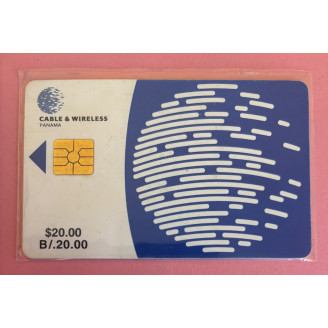 CABLE & WIRELESS
PANAMA
$20.00
B/.20.00